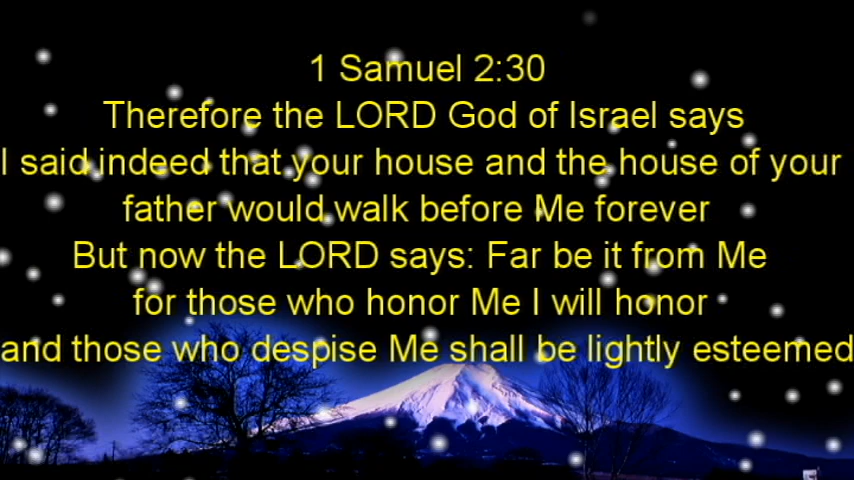 1 Samuel 2:30
Therefore the LORD God of Israel says
I said indeed that your house and the house of your
father would walk before Me forever
But now the LORD says: Far be it from Me
for those who honor Me I will honor
and those who despise Me shall be lightly esteemed